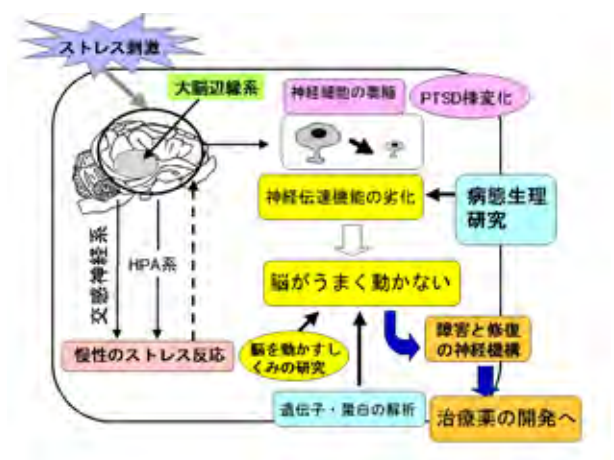 ストレス刺激
大脳辺縁系
神経細胞の萎縮
PTSD様変化
神経伝達機能の劣化
病態生理
研究
交感神経系
HPA系
脳がうまく動かない
慢性のストレス反応
脳を動かすし
くみの研究
障害と修復
の神経機構
遺伝子・蛋白の解析
治療薬の開発へ